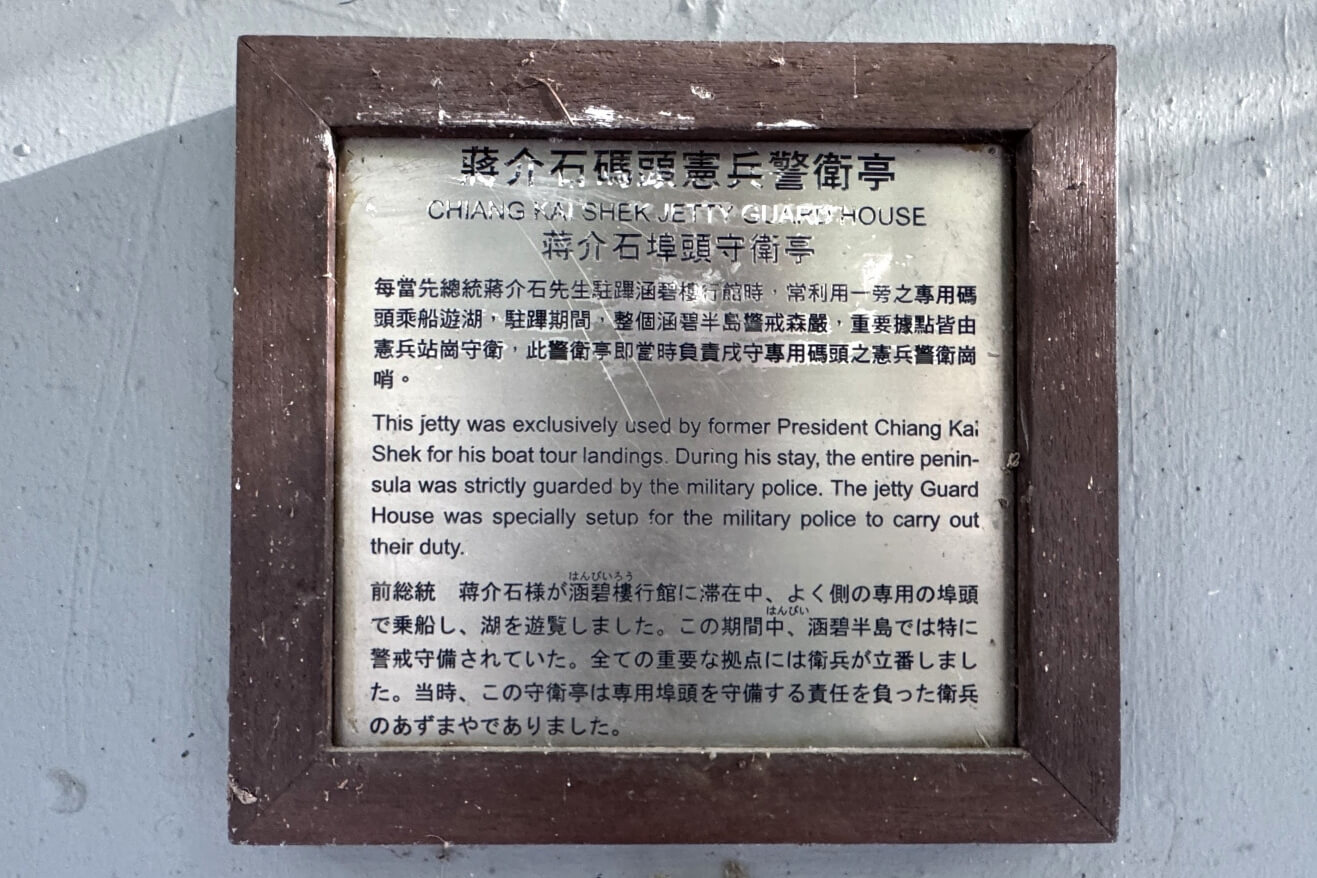 蔣介石碼頭憲兵警衛亭
CHIANG KAI SHEK JETTY GUARD HOUSE
蔣介石埠頭守衛亭
每當先總統蔣介石先生駐蹕涵碧樓行館時，常利用一旁之專用碼
頭乘船遊湖，駐蹕期間，整個涵碧半島警戒森嚴，重要據點皆由
憲兵站崗守衛，此警衛亭即當時負責戍守專用碼頭之憲兵警衛崗
哨。
This jetty was exclusively used by former President Chiang Kai
Shek for his boat tour landings. During his stay, the entire penin-
sula was strictly guarded by the military police. The jetty Guard
House was specially setup for the military police to carry out
their duty.
はんびいろう
前総統　蒋介石様が涵碧樓行館に滞在中、よく側の専用の埠頭
はんびい
で乗船し、湖を遊覧しました。この期間中、涵碧半島では特に
警戒守備されていた。全ての重要な拠点には衛兵が立番しまし
た。当時、この守衛亭は専用埠頭を守備する責任を負った衛兵
のあずまやでありました。